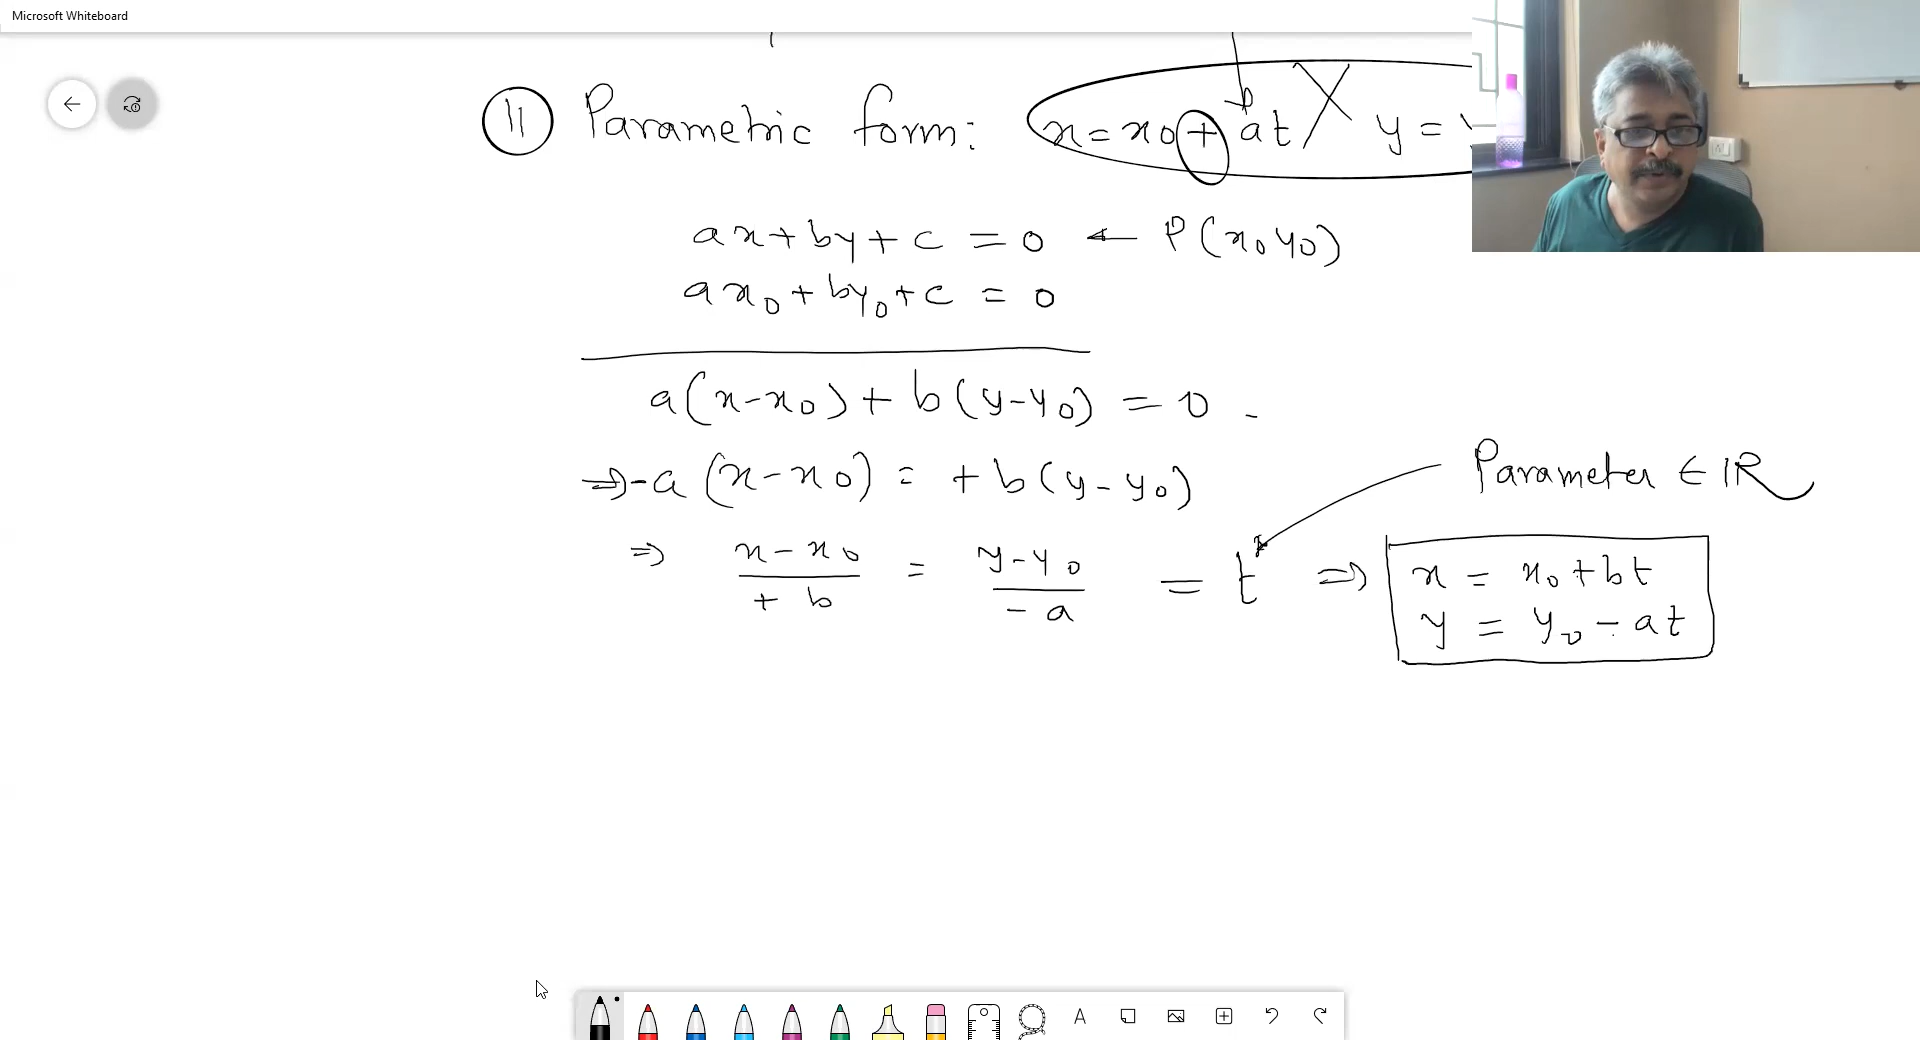 Microsoft Whiteboard
11 Parametric form: x = x0 + at y =
ax + by + c = 0 ← P(x0 y0)
ax0 + by0 + c = 0
a(x-x0) + b(y-y0) = 0
⇒ -a(x-x0) = +b(y-y0)
Parameter ∈ IR
⇒ x-x0 / +b = y-y0 / -a = t ⇒ x = x0 + bt
y = y0 - at
A